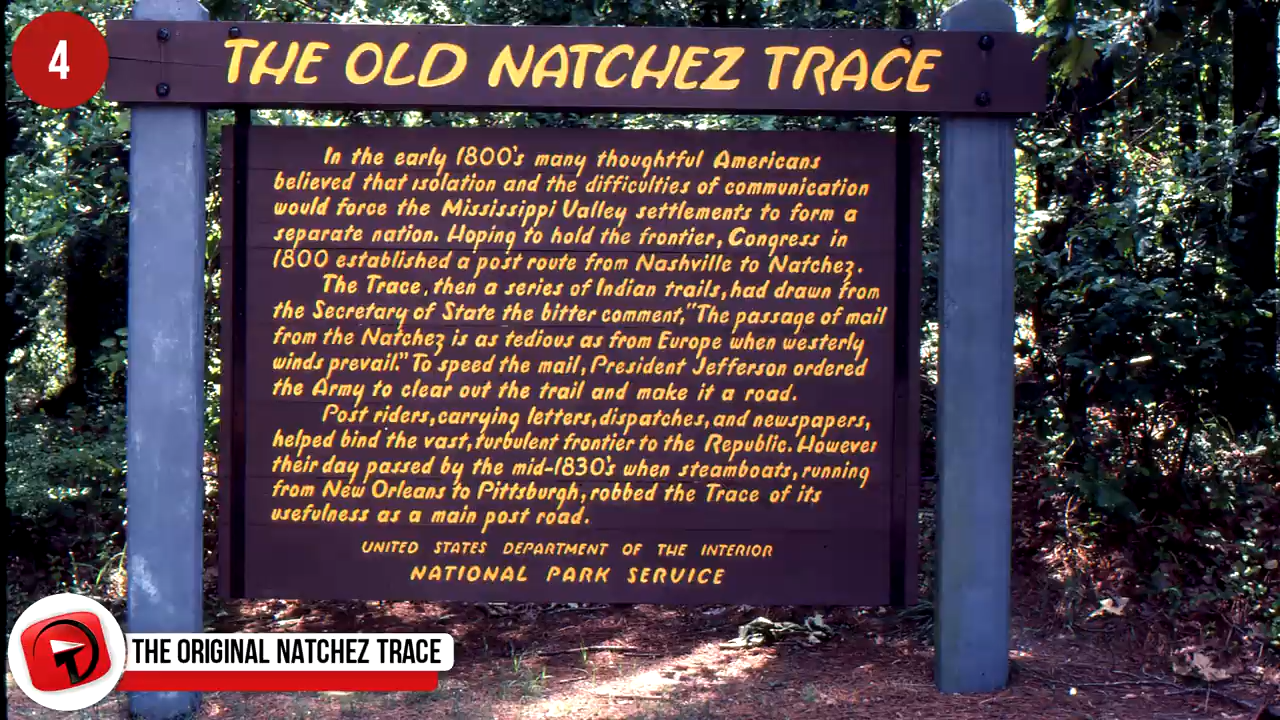 4
THE OLD NATCHEZ TRACE
In the early 1800's many thoughtful Americans
believed that isolation and the difficulties of communication
would force the Mississippi Valley settlements to form a
separate nation. Hoping to hold the frontier, Congress in
1800 established a post route from Nashville to Natchez.
The Trace, then a series of Indian trails, had drawn from
the Secretary of State the bitter comment, "The passage of mail
from the Natchez is as tedious as from Europe when westerly
winds prevail." To speed the mail, President Jefferson ordered
the Army to clear out the trail and make it a road.
Post riders, carrying letters, dispatches, and newspapers,
helped bind the vast, turbulent frontier to the Republic. However
their day passed by the mid-1830's when steamboats, running
from New Orleans to Pittsburgh, robbed the Trace of its
usefulness as a main post road.
UNITED STATES DEPARTMENT OF THE INTERIOR
NATIONAL PARK SERVICE
THE ORIGINAL NATCHEZ TRACE